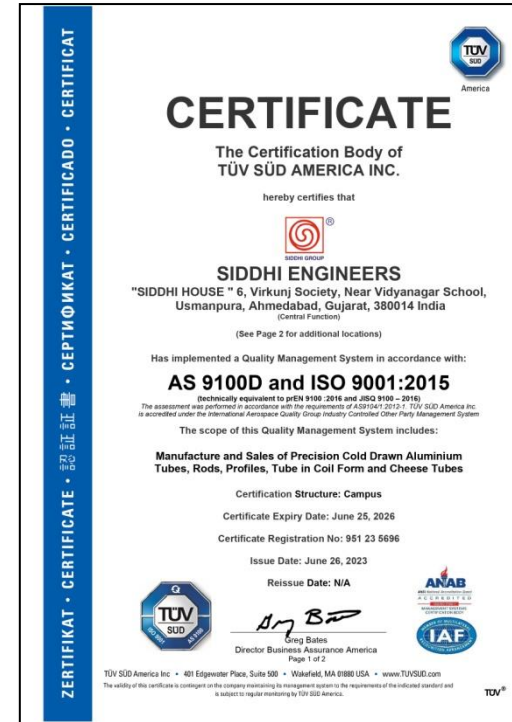 TÜV
SÜD
America
CERTIFICATE
The Certification Body of
TÜV SÜD AMERICA INC.
hereby certifies that
®
SIDDHI GROUP
SIDDHI ENGINEERS
"SIDDHI HOUSE " 6, Virkunj Society, Near Vidyanagar School,
Usmanpura, Ahmedabad, Gujarat, 380014 India
(Central Function)
(See Page 2 for additional locations)
Has implemented a Quality Management System in accordance with:
AS 9100D and ISO 9001:2015
(technically equivalent to prEN 9100 :2016 and JISQ 9100 – 2016)
The assessment was performed in accordance with the requirements of AS9104/1:2012-1. TÜV SÜD America Inc.
is accredited under the International Aerospace Quality Group Industry Controlled Other Party Management System
The scope of this Quality Management System includes:
Manufacture and Sales of Precision Cold Drawn Aluminium
Tubes, Rods, Profiles, Tube in Coil Form and Cheese Tubes
Certification Structure: Campus
Certificate Expiry Date: June 25, 2026
Certificate Registration No: 951 23 5696
Issue Date: June 26, 2023
Reissue Date: N/A
Q
TÜV
SÜD
ISO 9001
AS 9100
Greg Bates
Director Business Assurance America
Page 1 of 2
ANAB
ACCREDITED
MANAGEMENT SYSTEMS
CERTIFICATION BODY
IAF
TÜV SÜD America Inc • 401 Edgewater Place, Suite 500 • Wakefield, MA 01880 USA • www.TUVSUD.com
The validity of this certificate is contingent on the company maintaining its management system to the requirements of the indicated standard and
is subject to regular monitoring by TÜV SÜD America.
TÜV®
ZERTIFIKAT • CERTIFICATE • 認証証書 • СЕРТИФИКАТ • CERTIFICADO • CERTIFICAT